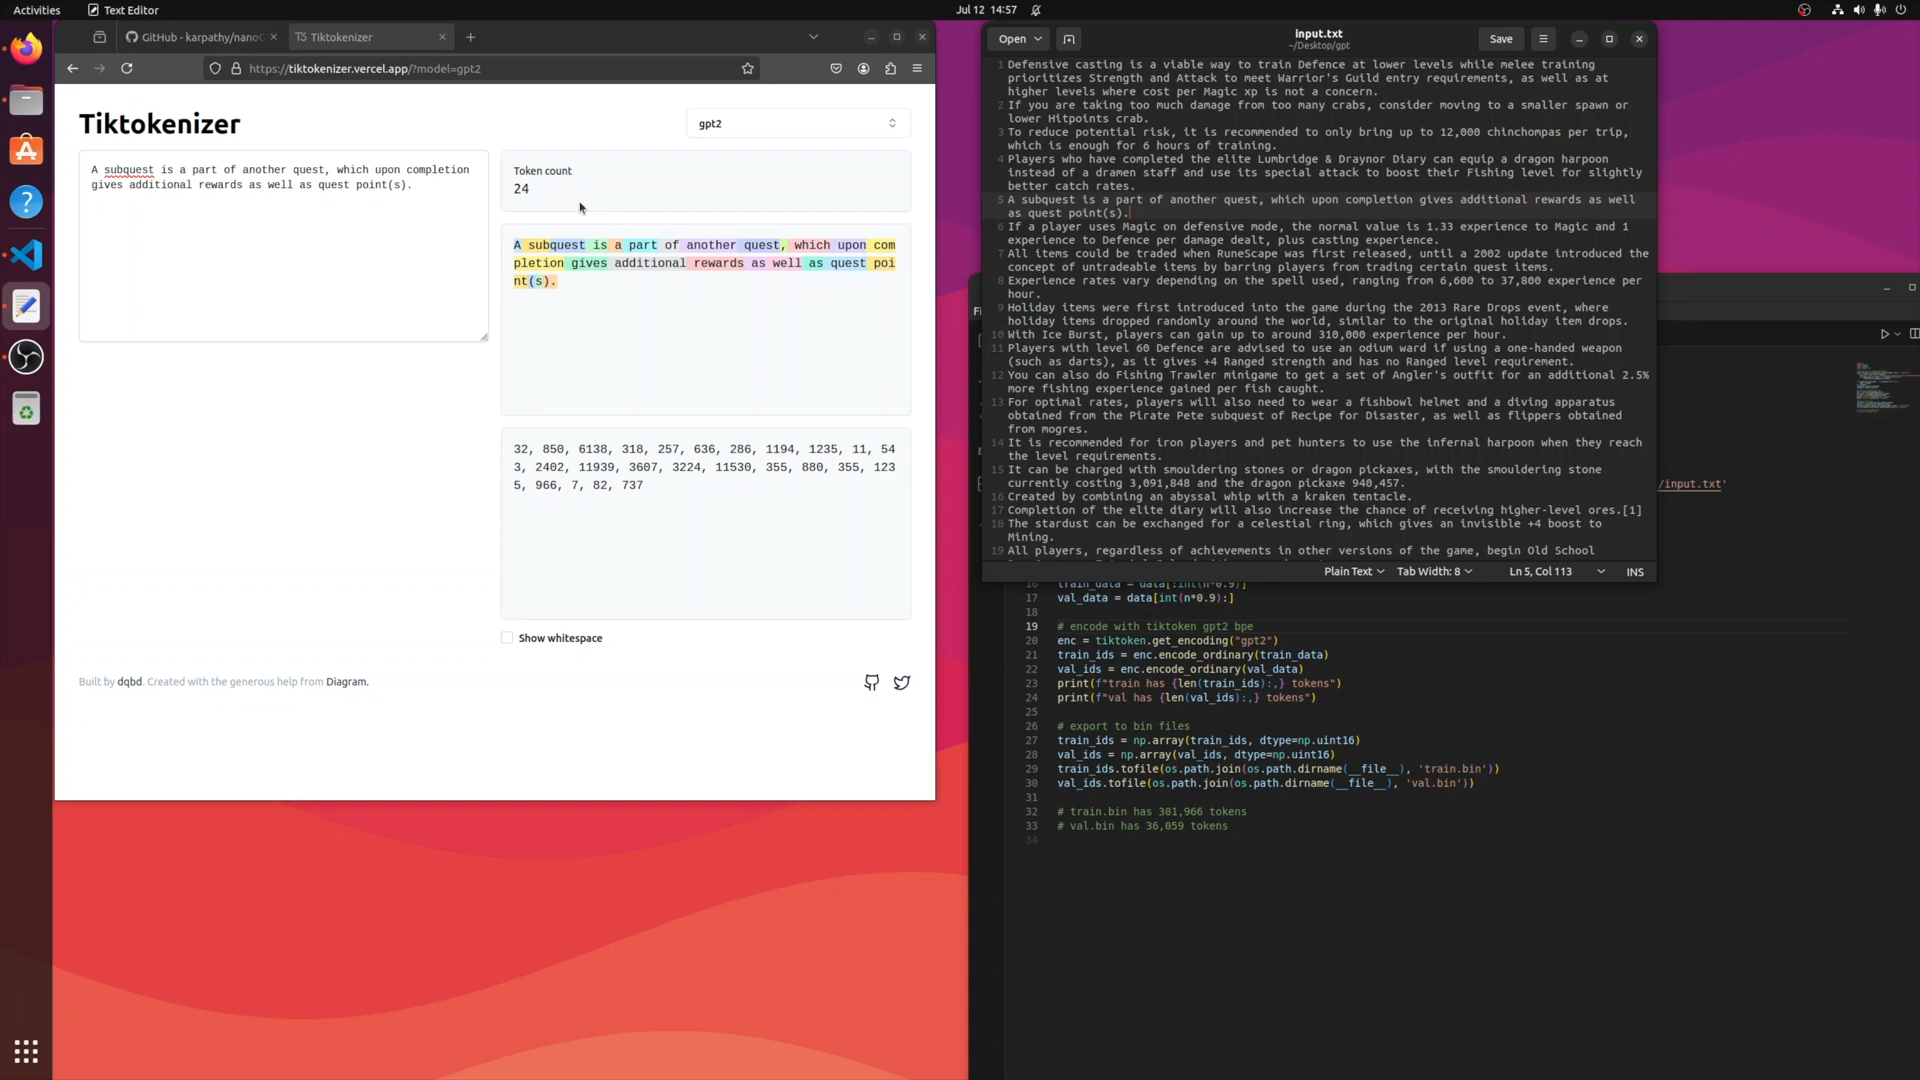 Activities
Text Editor
Jul 12 14:57
GitHub - karpathy/nanoG
Tiktokenizer
https://tiktokenizer.vercel.app/?model=gpt2
Tiktokenizer
gpt2
A subquest is a part of another quest, which upon completion
gives additional rewards as well as quest point(s).
Token count
24
A subquest is a part of another quest, which upon com
pletion gives additional rewards as well as quest poi
nt(s).
32, 850, 6138, 318, 257, 636, 286, 1194, 1235, 11, 54
3, 2402, 11939, 3607, 3224, 11530, 355, 880, 355, 123
5, 966, 7, 82, 737
Show whitespace
Built by dqbd. Created with the generous help from Diagram.
Open
input.txt
~/Desktop/gpt
Save
1 Defensive casting is a viable way to train Defence at lower levels while melee training
prioritizes Strength and Attack to meet Warrior's Guild entry requirements, as well as at
higher levels where cost per Magic xp is not a concern.
2 If you are taking too much damage from too many crabs, consider moving to a smaller spawn or
lower Hitpoints crab.
3 To reduce potential risk, it is recommended to only bring up to 12,000 chinchompas per trip,
which is enough for 6 hours of training.
4 Players who have completed the elite Lumbridge & Draynor Diary can equip a dragon harpoon
instead of a dramen staff and use its special attack to boost their Fishing level for slightly
better catch rates.
5 A subquest is a part of another quest, which upon completion gives additional rewards as well
as quest point(s).
6 If a player uses Magic on defensive mode, the normal value is 1.33 experience to Magic and 1
experience to Defence per damage dealt, plus casting experience.
7 All items could be traded when RuneScape was first released, until a 2002 update introduced the
concept of untradeable items by barring players from trading certain quest items.
8 Experience rates vary depending on the spell used, ranging from 6,600 to 37,800 experience per
hour.
9 Holiday items were first introduced into the game during the 2013 Rare Drops event, where
holiday items dropped randomly around the world, similar to the original holiday item drops.
10 With Ice Burst, players can gain up to around 310,000 experience per hour.
11 Players with level 60 Defence are advised to use an odium ward if using a one-handed weapon
(such as darts), as it gives +4 Ranged strength and has no Ranged level requirement.
12 You can also do Fishing Trawler minigame to get a set of Angler's outfit for an additional 2.5%
more fishing experience gained per fish caught.
13 For optimal rates, players will also need to wear a fishbowl helmet and a diving apparatus
obtained from the Pirate Pete subquest of Recipe for Disaster, as well as flippers obtained
from mogres.
14 It is recommended for iron players and pet hunters to use the infernal harpoon when they reach
the level requirements.
15 It can be charged with smouldering stones or dragon pickaxes, with the smouldering stone
currently costing 3,091,848 and the dragon pickaxe 940,457.
16 Created by combining an abyssal whip with a kraken tentacle.
17 Completion of the elite diary will also increase the chance of receiving higher-level ores.[1]
18 The stardust can be exchanged for a celestial ring, which gives an invisible +4 boost to
Mining.
19 All players, regardless of achievements in other versions of the game, begin Old School
Plain Text
Tab Width: 8
Ln 5, Col 113
INS
Fi
/input.txt'
16 train_data = data[:int(n*0.9)]
17 val_data = data[int(n*0.9):]
18
19 # encode with tiktoken gpt2 bpe
20 enc = tiktoken.get_encoding("gpt2")
21 train_ids = enc.encode_ordinary(train_data)
22 val_ids = enc.encode_ordinary(val_data)
23 print(f"train has {len(train_ids):,} tokens")
24 print(f"val has {len(val_ids):,} tokens")
25
26 # export to bin files
27 train_ids = np.array(train_ids, dtype=np.uint16)
28 val_ids = np.array(val_ids, dtype=np.uint16)
29 train_ids.tofile(os.path.join(os.path.dirname(__file__), 'train.bin'))
30 val_ids.tofile(os.path.join(os.path.dirname(__file__), 'val.bin'))
31
32 # train.bin has 301,966 tokens
33 # val.bin has 36,059 tokens
34